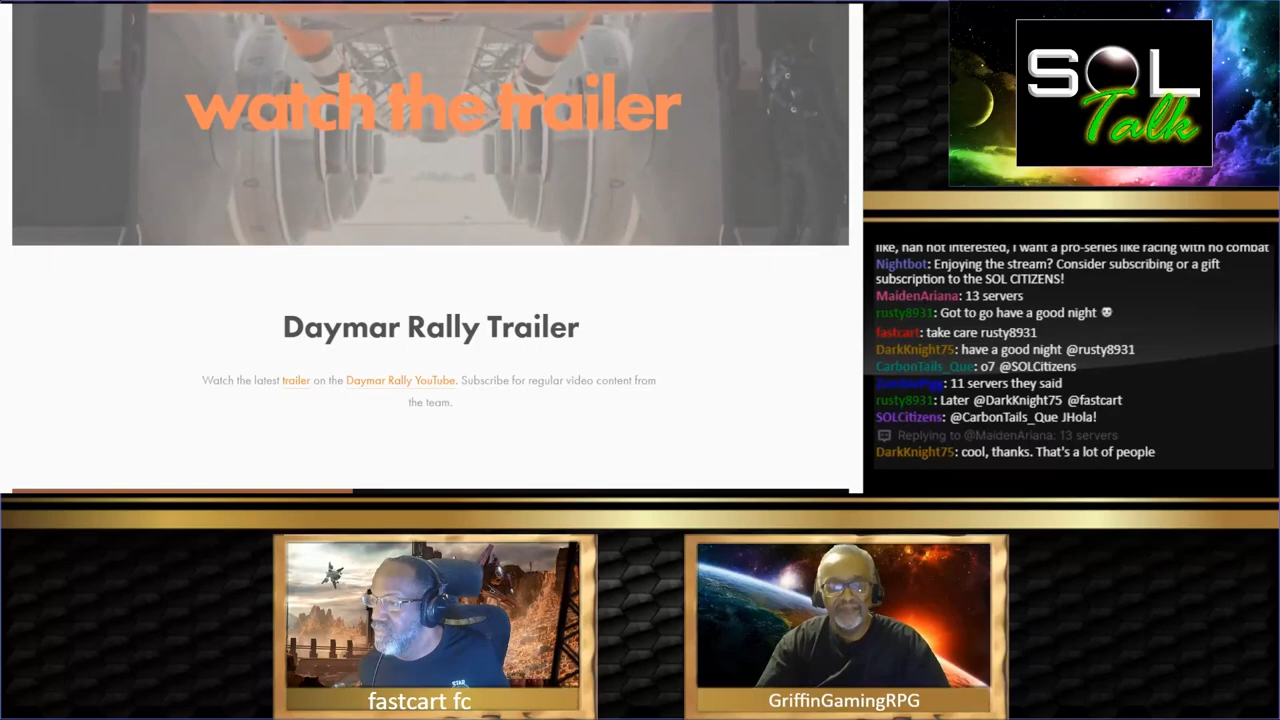 watch the trailer
Daymar Rally Trailer
Watch the latest trailer on the Daymar Rally YouTube. Subscribe for regular video content from
the team.
SOL
Talk
like, nah not interested, I want a pro-series like racing with no combat
Nightbot: Enjoying the stream? Consider subscribing or a gift
subscription to the SOL CITIZENS!
MaidenAriana: 13 servers
rusty8931: Got to go have a good night
fastcart: take care rusty8931
DarkKnight75: have a good night @rusty8931
CarbonTails_Que: o7 @SOLCitizens
ZombiePigg: 11 servers they said
rusty8931: Later @DarkKnight75 @fastcart
SOLCitizens: @CarbonTails_Que JHola!
Replying to @MaidenAriana: 13 servers
DarkKnight75: cool, thanks. That's a lot of people
STAR
fastcart fc
GriffinGamingRPG